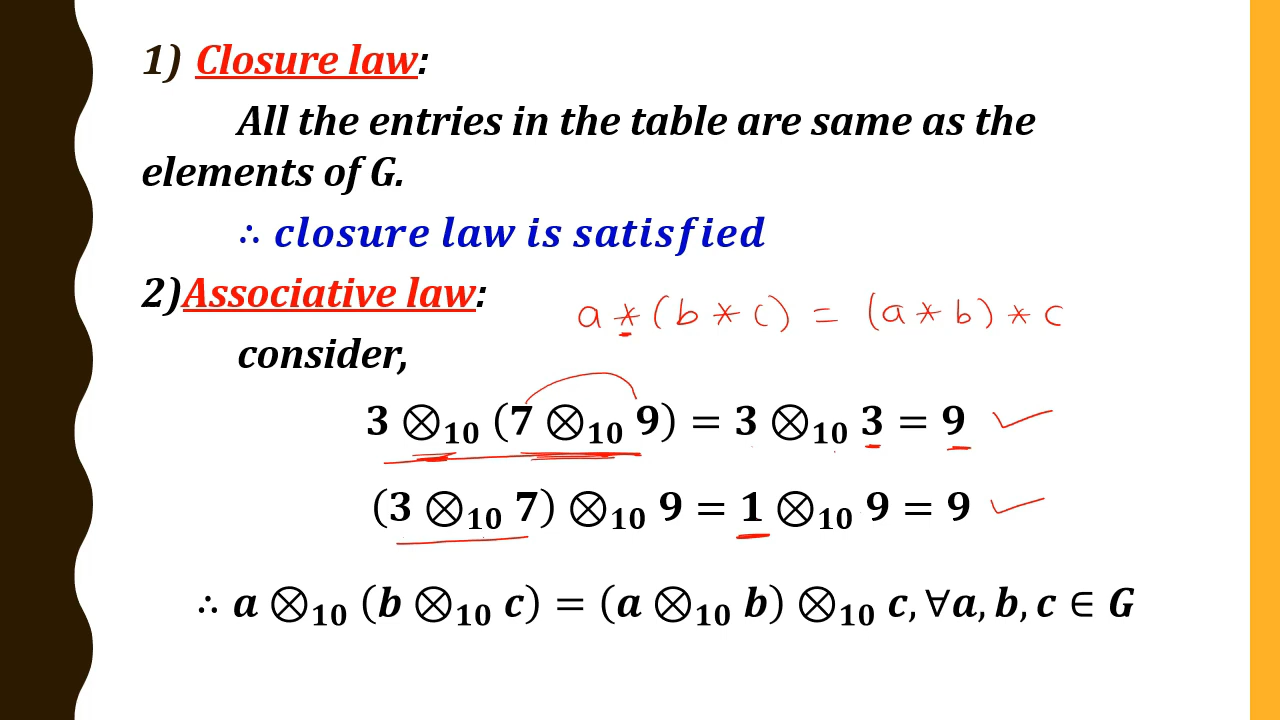 1) Closure law:
All the entries in the table are same as the
elements of G.
∴ closure law is satisfied
2)Associative law:
a * (b * c) = (a * b) * c
consider,
3 ⊗₁₀ (7 ⊗₁₀ 9) = 3 ⊗₁₀ 3 = 9
(3 ⊗₁₀ 7) ⊗₁₀ 9 = 1 ⊗₁₀ 9 = 9
∴ a ⊗₁₀ (b ⊗₁₀ c) = (a ⊗₁₀ b) ⊗₁₀ c, ∀a, b, c ∈ G